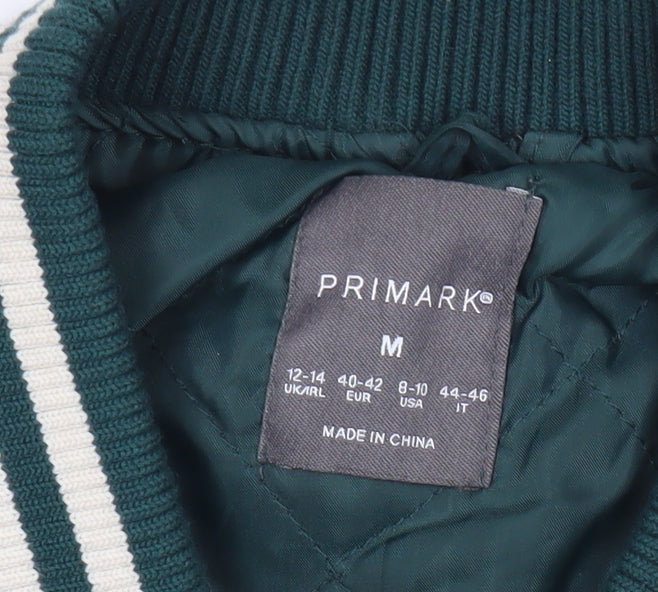 PRIMARK®
M
12-14 40-42 8-10 44-46
UK/IRL EUR USA IT
MADE IN CHINA